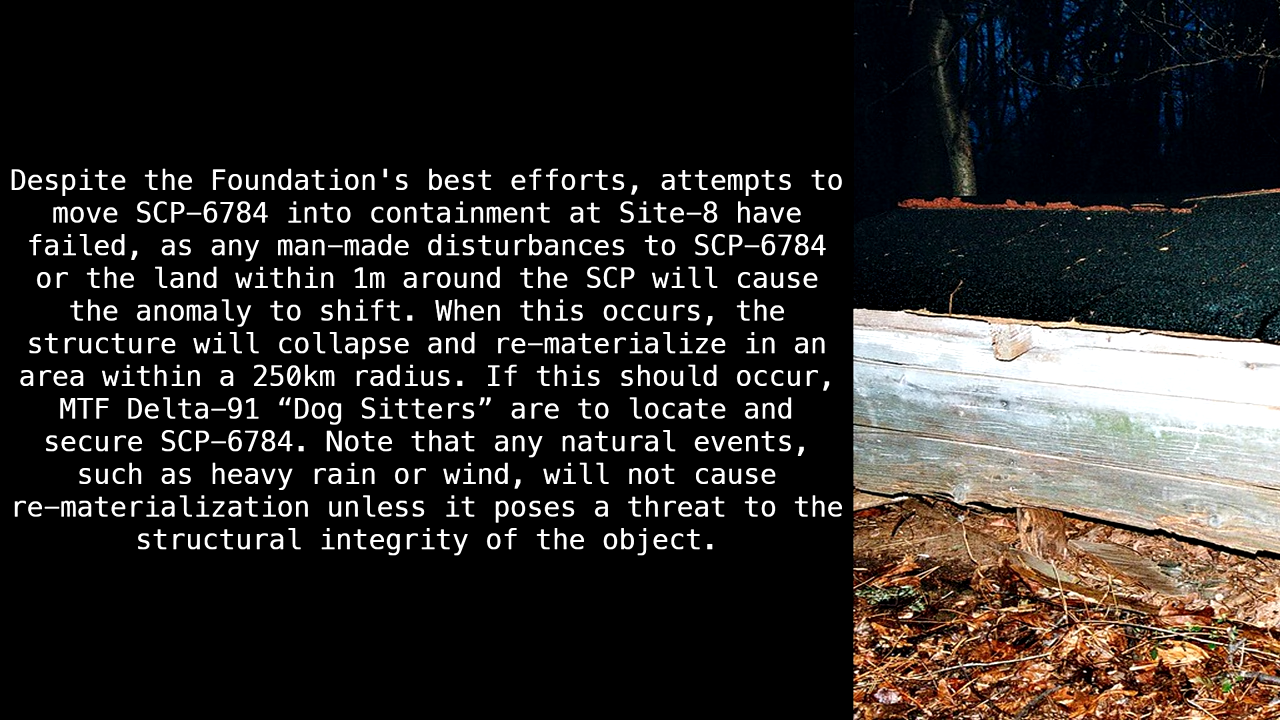 Despite the Foundation's best efforts, attempts to
move SCP-6784 into containment at Site-8 have
failed, as any man-made disturbances to SCP-6784
or the land within 1m around the SCP will cause
the anomaly to shift. When this occurs, the
structure will collapse and re-materialize in an
area within a 250km radius. If this should occur,
MTF Delta-91 “Dog Sitters” are to locate and
secure SCP-6784. Note that any natural events,
such as heavy rain or wind, will not cause
re-materialization unless it poses a threat to the
structural integrity of the object.